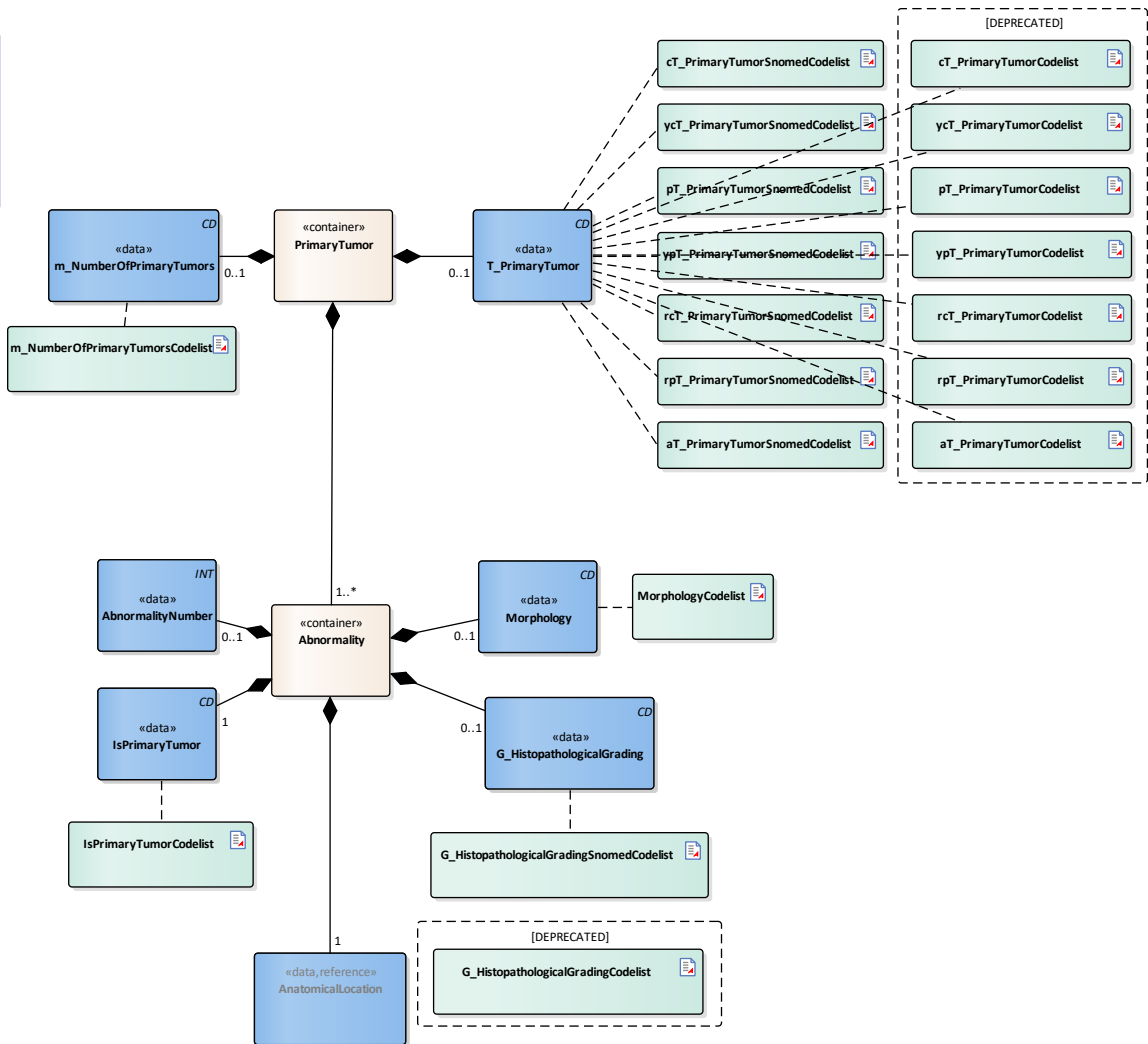 [DEPRECATED]
cT_PrimaryTumorSnomedCodelist
cT_PrimaryTumorCodelist
ycT_PrimaryTumorSnomedCodelist
ycT_PrimaryTumorCodelist
pT_PrimaryTumorSnomedCodelist
pT_PrimaryTumorCodelist
CD
«data»
m_NumberOfPrimaryTumors
0..1
«container»
PrimaryTumor
CD
«data»
T_PrimaryTumor
0..1
ypT_PrimaryTumorSnomedCodelist
ypT_PrimaryTumorCodelist
rcT_PrimaryTumorSnomedCodelist
rcT_PrimaryTumorCodelist
m_NumberOfPrimaryTumorsCodelist
rpT_PrimaryTumorSnomedCodelist
rpT_PrimaryTumorCodelist
aT_PrimaryTumorSnomedCodelist
aT_PrimaryTumorCodelist
INT
«data»
AbnormalityNumber
0..1
1..*
«container»
Abnormality
CD
«data»
Morphology
0..1
MorphologyCodelist
CD
«data»
IsPrimaryTumor
1
CD
«data»
G_HistopathologicalGrading
0..1
IsPrimaryTumorCodelist
G_HistopathologicalGradingSnomedCodelist
1
«data,reference»
AnatomicalLocation
[DEPRECATED]
G_HistopathologicalGradingCodelist